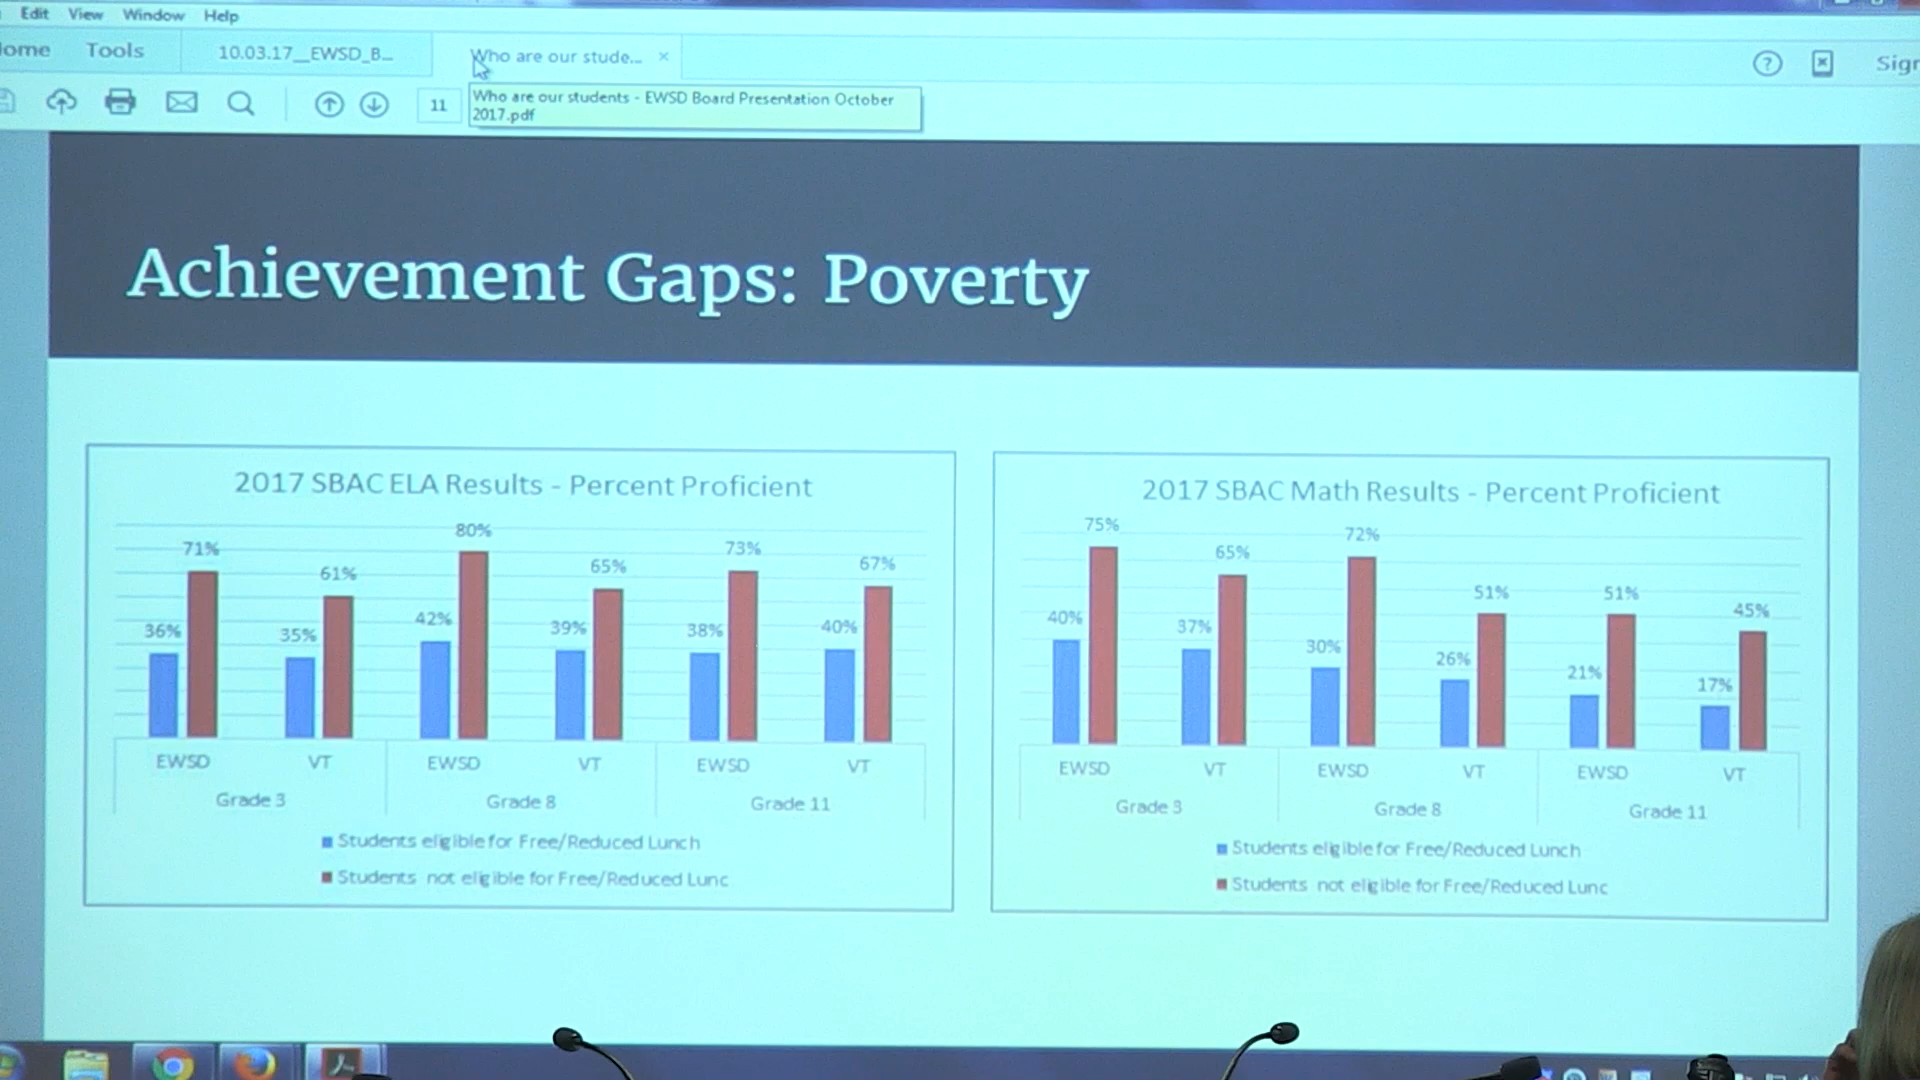 Edit View Window Help
Tools 10.03.17__EWSD_B... Who are our stude... ×
11
Who are our students - EWSD Board Presentation October
2017.pdf
Achievement Gaps: Poverty
2017 SBAC ELA Results - Percent Proficient
36% 71% 35% 61% 42% 80% 39% 65% 38% 73% 40% 67%
EWSD VT EWSD VT EWSD VT
Grade 3 Grade 8 Grade 11
Students eligible for Free/Reduced Lunch
Students not eligible for Free/Reduced Lunc
2017 SBAC Math Results - Percent Proficient
40% 75% 37% 65% 30% 72% 26% 51% 21% 51% 17% 45%
EWSD VT EWSD VT EWSD VT
Grade 3 Grade 8 Grade 11
Students eligible for Free/Reduced Lunch
Students not eligible for Free/Reduced Lunc